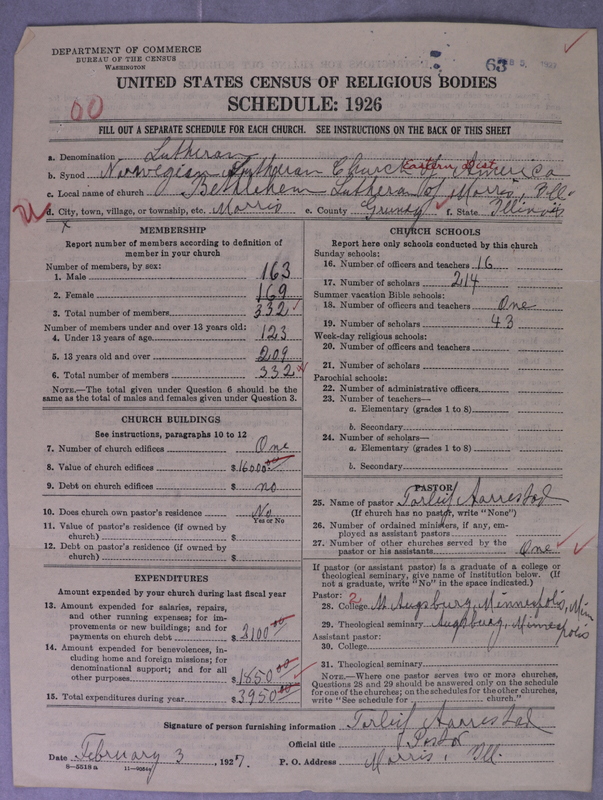 DEPARTMENT OF COMMERCE
BUREAU OF THE CENSUS
WASHINGTON
63
UNITED STATES CENSUS OF RELIGIOUS BODIES
SCHEDULE: 1926
00
FILL OUT A SEPARATE SCHEDULE FOR EACH CHURCH. SEE INSTRUCTIONS ON THE BACK OF THIS SHEET
a. Denomination Lutheran
Eastern Dist.
b. Synod Norwegian Lutheran Church of America
c. Local name of church Bethlehem Lutheran of Morris, Ill.
d. City, town, village, or township, etc. Morris e. County Grundy f. State Illinois
MEMBERSHIP
Report number of members according to definition of
member in your church
Number of members, by sex:
1. Male 163
2. Female 169
3. Total number of members 332
Number of members under and over 13 years old:
4. Under 13 years of age 123
5. 13 years old and over 209
6. Total number of members 332
NOTE.—The total given under Question 6 should be
same as the total of males and females given under Question 3.
CHURCH BUILDINGS
See instructions, paragraphs 10 to 12
7. Number of church edifices One
8. Value of church edifices $16000.00
9. Debt on church edifices $ no
10. Does church own pastor's residence? No
Yes or No
11. Value of pastor's residence (if owned by
church) $
12. Debt on pastor's residence (if owned by
church) $
EXPENDITURES
Amount expended by your church during last fiscal year
13. Amount expended for salaries, repairs,
and other running expenses; for im-
provements or new buildings; and for
payments on church debt $2100.00
14. Amount expended for benevolences, in-
cluding home and foreign missions; for
denominational support; and for all
other purposes $1850.00
15. Total expenditures during year $3950.00
CHURCH SCHOOLS
Report here only schools conducted by this church
Sunday schools:
16. Number of officers and teachers 16
17. Number of scholars 214
Summer vacation Bible schools:
18. Number of officers and teachers One
19. Number of scholars 43
Week-day religious schools:
20. Number of officers and teachers
21. Number of scholars
Parochial schools:
22. Number of administrative officers
23. Number of teachers—
a. Elementary (grades 1 to 8)
b. Secondary
24. Number of scholars—
a. Elementary (grades 1 to 8)
b. Secondary
PASTOR
25. Name of pastor Torleif Aarrestad
(If church has no pastor, write "None")
26. Number of ordained ministers, if any, em-
ployed as assistant pastors
27. Number of other churches served by the
pastor or his assistants One
If pastor (or assistant pastor) is a graduate of a college or
theological seminary, give name of institution below. (If
not a graduate, write "No" in the space indicated.)
Pastor: 2
28. College Augsburg, Minneapolis, Min
29. Theological seminary Augsburg, Minneapolis
Assistant pastor:
30. College
31. Theological seminary
NOTE.—Where one pastor serves two or more churches,
Questions 28 and 29 should be answered only on the schedule
for one of the churches; on the schedules for the other churches,
write "See schedule for church."
Signature of person furnishing information Torleif Aarrestad
Official title Pastor
Date February 3, 1927. P. O. Address Morris, Ill.
8—5518a